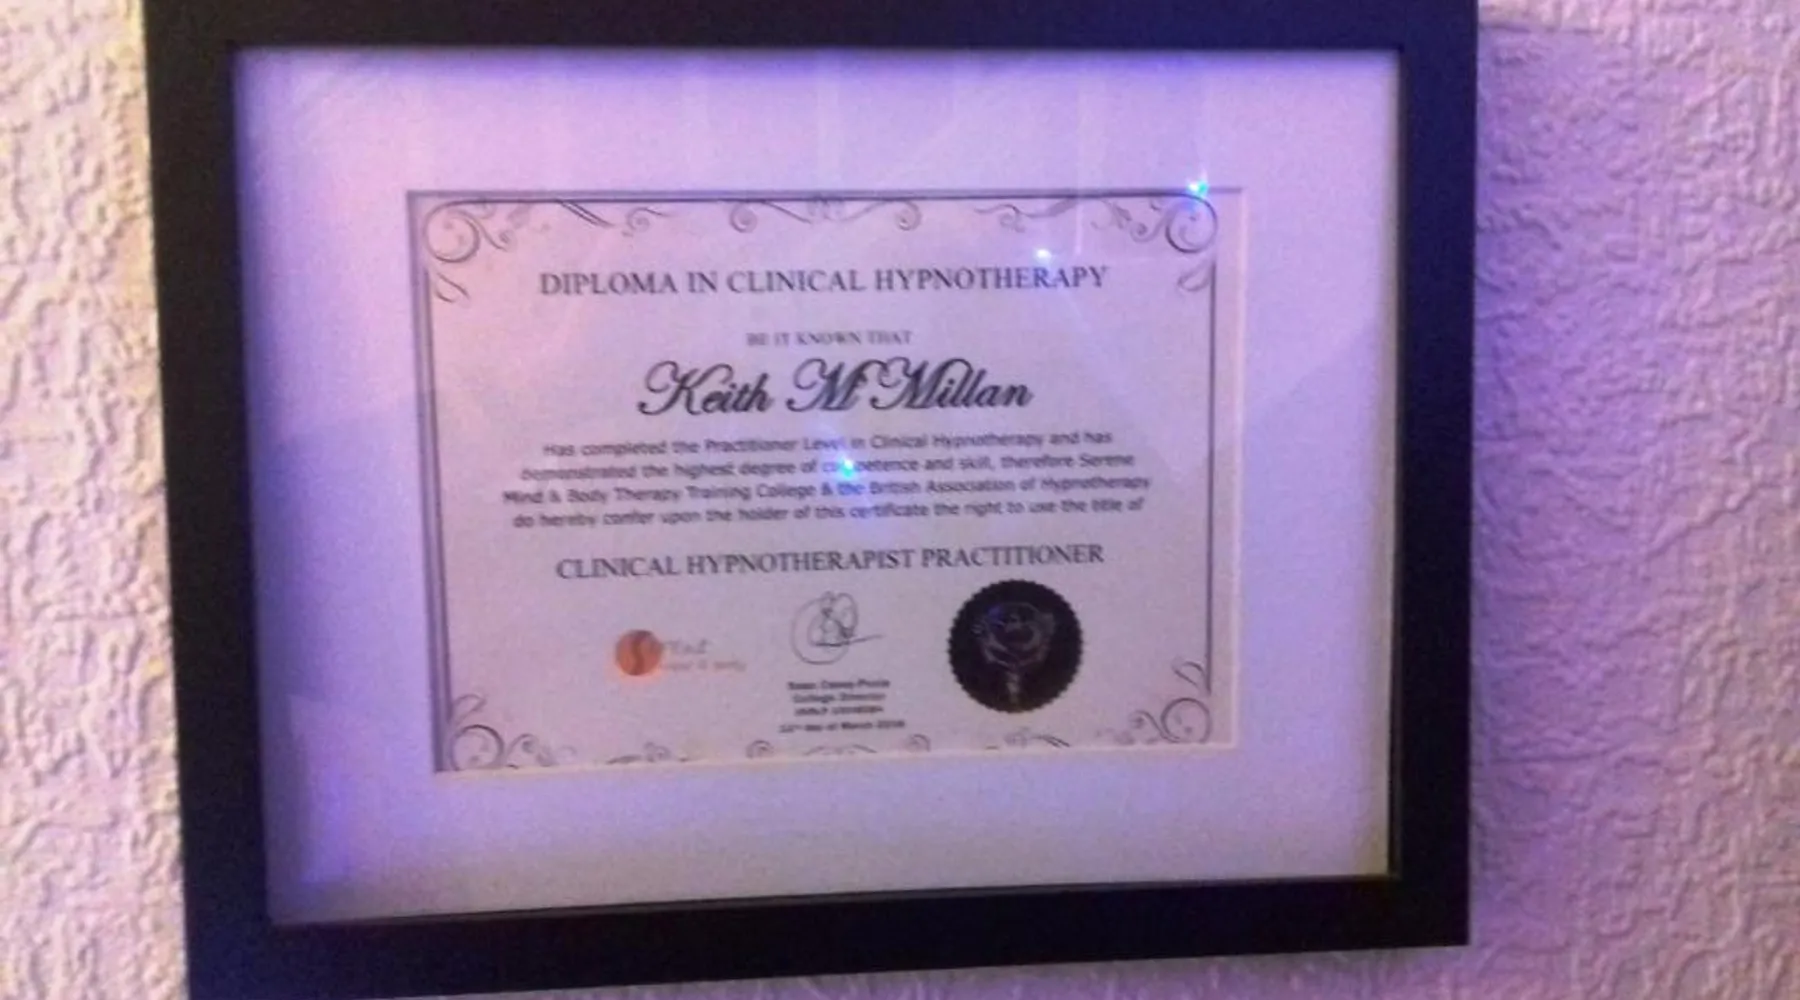 DIPLOMA IN CLINICAL HYPNOTHERAPY
BE IT KNOWN THAT
Keith McMillan
Has completed the Practitioner Level in Clinical Hypnotherapy and has
demonstrated the highest degree of competence and skill, therefore Serene
Mind & Body Therapy Training College & the British Association of Hypnotherapy
do hereby confer upon the holder of this certificate the right to use the title of
CLINICAL HYPNOTHERAPIST PRACTITIONER
College Director
of March